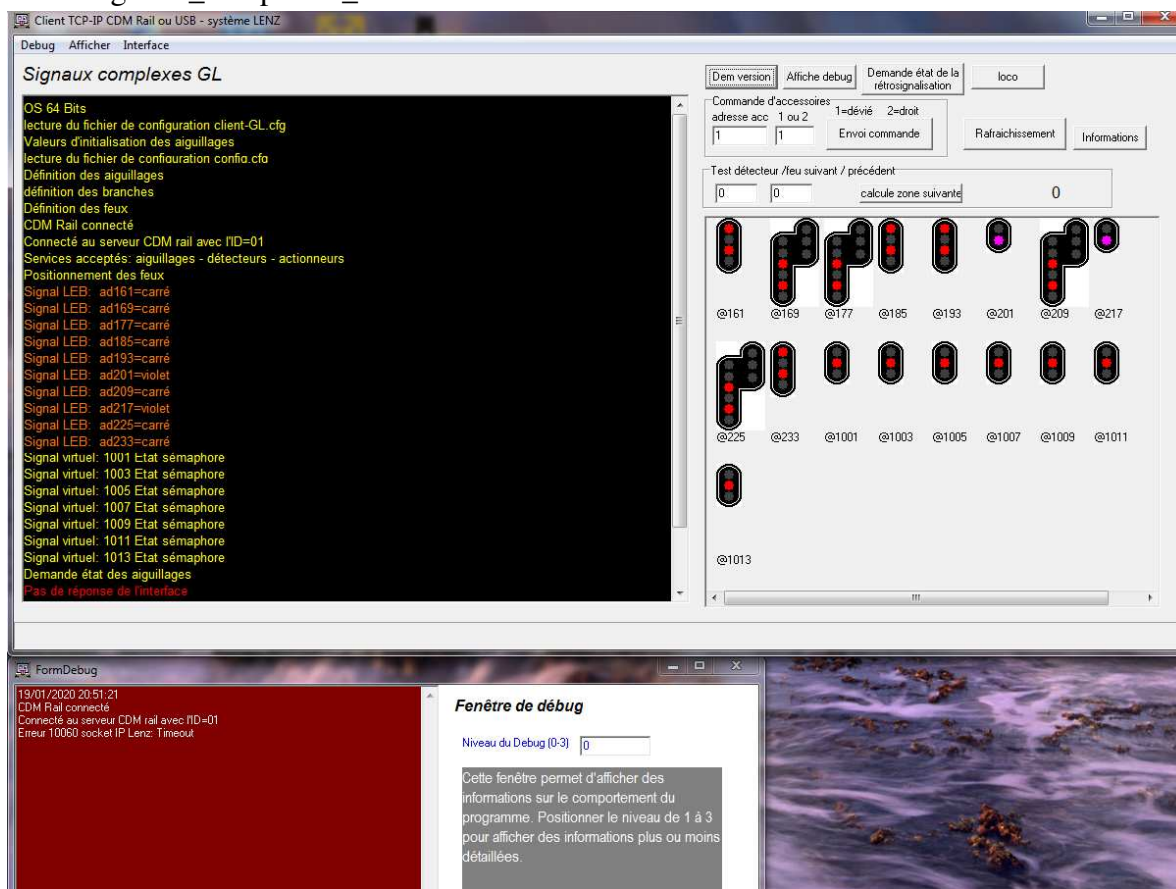 Client TCP-IP CDM Rail ou USB - système LENZ
Debug Afficher Interface
Signaux complexes GL
OS 64 Bits
lecture du fichier de configuration client-GL.cfg
Valeurs d'initialisation des aiguillages
lecture du fichier de configuration config.cfg
Définition des aiguillages
définition des branches
Définition des feux
CDM Rail connecté
Connecté au serveur CDM rail avec l'ID=01
Services acceptés: aiguillages - détecteurs - actionneurs
Positionnement des feux
Signal LEB: ad161=carré
Signal LEB: ad169=carré
Signal LEB: ad177=carré
Signal LEB: ad185=carré
Signal LEB: ad193=carré
Signal LEB: ad201=violet
Signal LEB: ad209=carré
Signal LEB: ad217=violet
Signal LEB: ad225=carré
Signal LEB: ad233=carré
Signal virtuel: 1001 Etat sémaphore
Signal virtuel: 1003 Etat sémaphore
Signal virtuel: 1005 Etat sémaphore
Signal virtuel: 1007 Etat sémaphore
Signal virtuel: 1009 Etat sémaphore
Signal virtuel: 1011 Etat sémaphore
Signal virtuel: 1013 Etat sémaphore
Demande état des aiguillages
Pas de réponse de l'interface
Dem version Affiche debug Demande état de la
rétrosignalisation
loco
Commande d'accessoires
adresse acc 1 ou 2 1=dévié 2=droit
1 1 Envoi commande Rafraichissement Informations
Test détecteur /feu suivant / précédent
0 0 calcule zone suivante 0
@161 @169 @177 @185 @193 @201 @209 @217
@225 @233 @1001 @1003 @1005 @1007 @1009 @1011
@1013
FormDebug
19/01/2020 20:51:21
CDM Rail connecté
Connecté au serveur CDM rail avec l'ID=01
Erreur 10060 socket IP Lenz: Timeout
Fenêtre de débug
Niveau du Debug (0-3) 0
Cette fenêtre permet d'afficher des
informations sur le comportement du
programme. Positionner le niveau de 1 à 3
pour afficher des informations plus ou moins
détaillées.